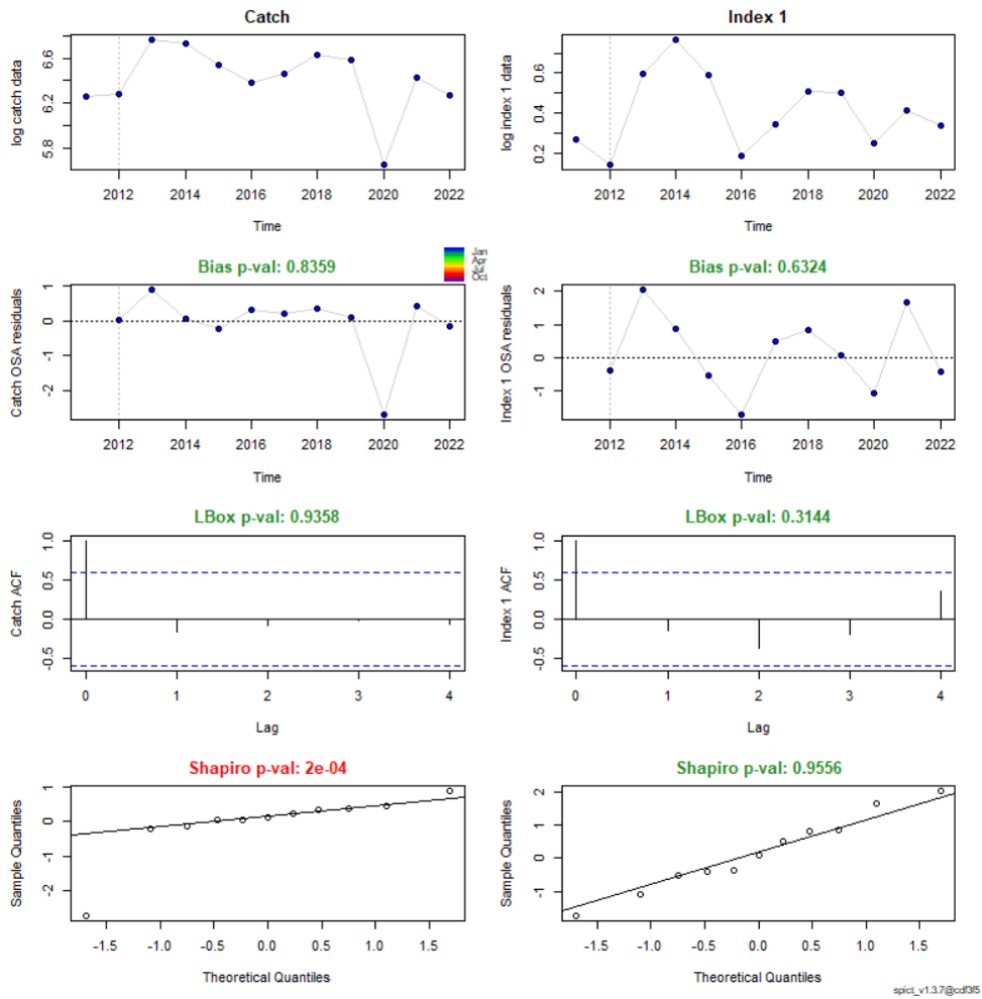 Catch
log catch data
5.8 6.2 6.6
2012 2014 2016 2018 2020 2022
Time
Index 1
log index 1 data
0.2 0.4 0.6
2012 2014 2016 2018 2020 2022
Time
Bias p-val: 0.8359
Catch OSA residuals
-2 -1 0 1
2012 2014 2016 2018 2020 2022
Time
Bias p-val: 0.6324
Index 1 OSA residuals
-1 0 1 2
2012 2014 2016 2018 2020 2022
Time
LBox p-val: 0.9358
Catch ACF
-0.5 0.0 0.5 1.0
0 1 2 3 4
Lag
LBox p-val: 0.3144
Index 1 ACF
-0.5 0.0 0.5 1.0
0 1 2 3 4
Lag
Shapiro p-val: 2e-04
Sample Quantiles
-2 -1 0 1
-1.5 -1.0 -0.5 0.0 0.5 1.0 1.5
Theoretical Quantiles
Shapiro p-val: 0.9556
Sample Quantiles
-1 0 1 2
-1.5 -1.0 -0.5 0.0 0.5 1.0 1.5
Theoretical Quantiles
spict_v1.3.7@cdf3f5